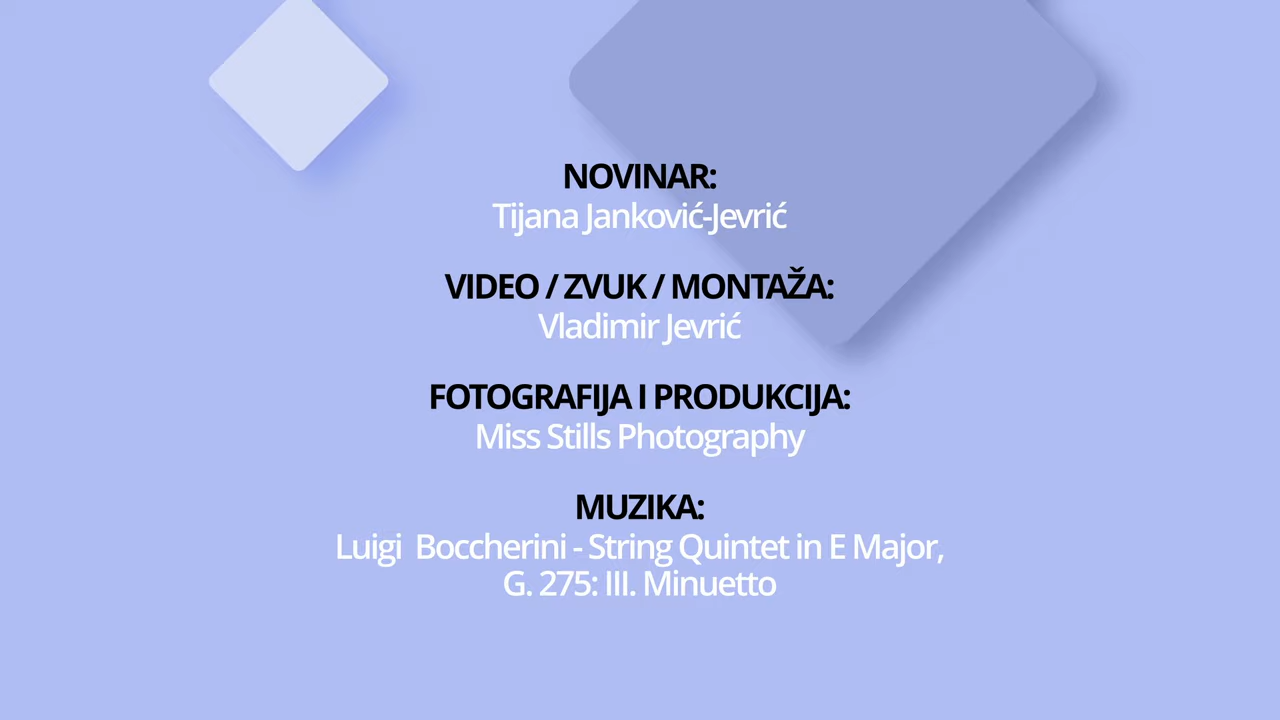 NOVINAR:
Tijana Janković-Jevrić
VIDEO / ZVUK / MONTAŽA:
Vladimir Jevrić
FOTOGRAFIJA I PRODUKCIJA:
Miss Stills Photography
MUZIKA:
Luigi  Boccherini - String Quintet in E Major,
G. 275: III. Minuetto